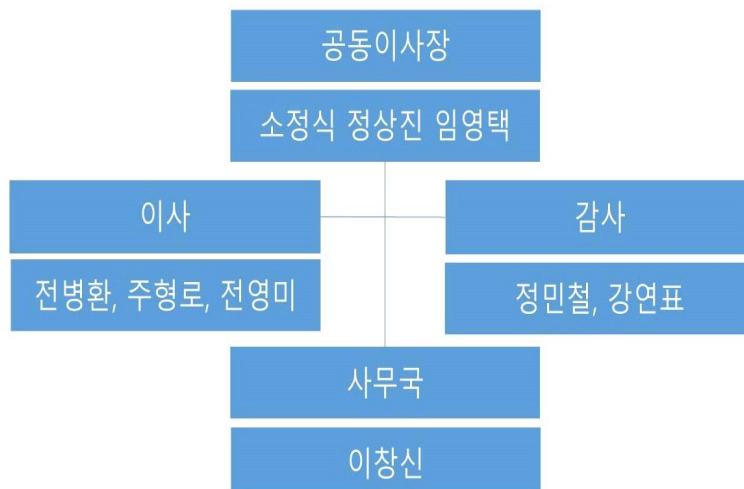 공동이사장
소정식 정상진 임영택
이사
전병환, 주형로, 전영미
감사
정민철, 강연표
사무국
이창신